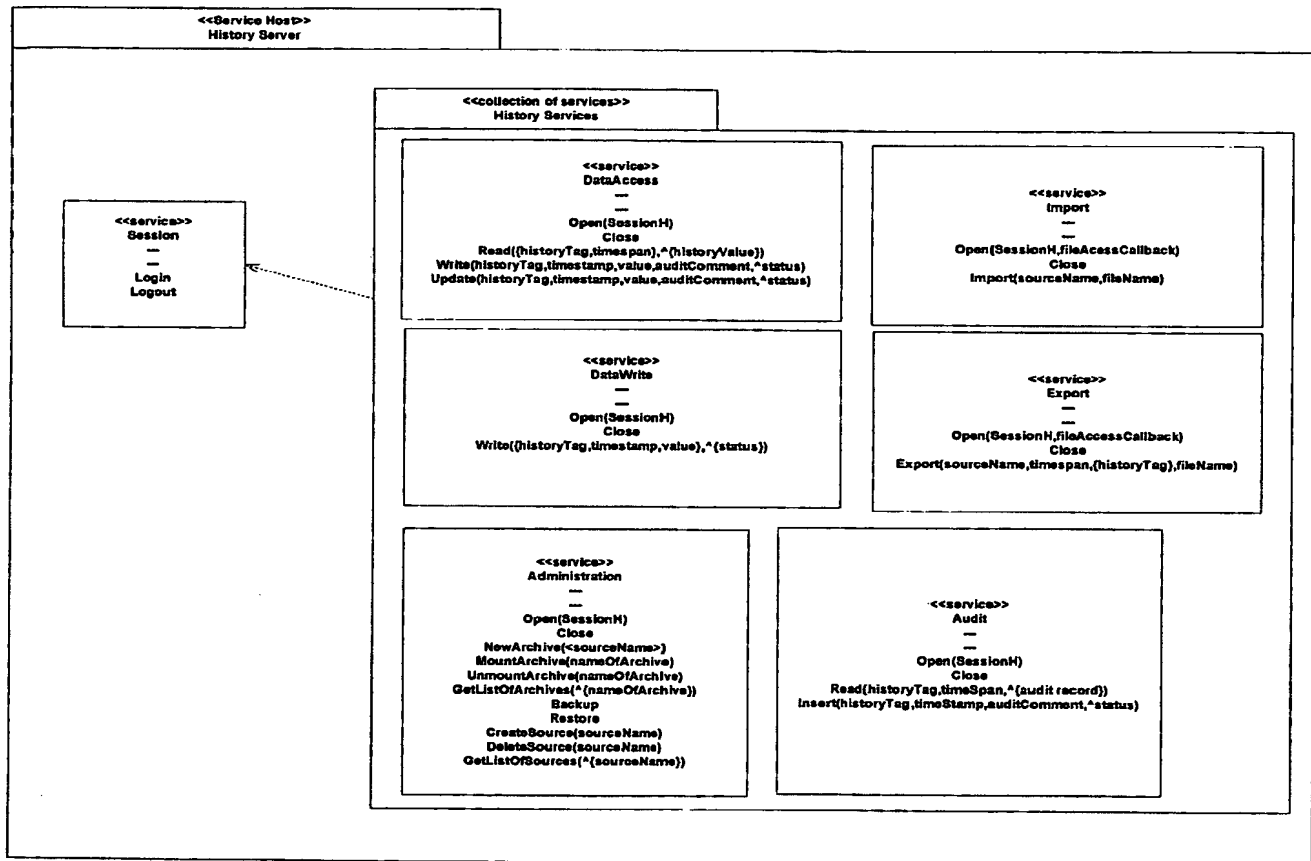 <<Service Host>>
History Server
<<collection of services>>
History Services
<<service>>
Session
—
—
Login
Logout
<<service>>
DataAccess
—
—
Open(SessionH)
Close
Read({historyTag,timespan},^{historyValue})
Write(historyTag,timestamp,value,auditComment,^status)
Update(historyTag,timestamp,value,auditComment,^status)
<<service>>
Import
—
—
Open(SessionH,fileAcessCallback)
Close
Import(sourceName,fileName)
<<service>>
DataWrite
—
—
Open(SessionH)
Close
Write({historyTag,timestamp,value},^{status})
<<service>>
Export
—
—
Open(SessionH,fileAccessCallback)
Close
Export(sourceName,timespan,{historyTag},fileName)
<<service>>
Administration
—
—
Open(SessionH)
Close
NewArchive(<sourceName>)
MountArchive(nameOfArchive)
UnmountArchive(nameOfArchive)
GetListOfArchives(^{nameOfArchive})
Backup
Restore
CreateSource(sourceName)
DeleteSource(sourceName)
GetListOfSources(^{sourceName})
<<service>>
Audit
—
—
Open(SessionH)
Close
Read(historyTag,timeSpan,^{audit record})
Insert(historyTag,timeStamp,auditComment,^status)